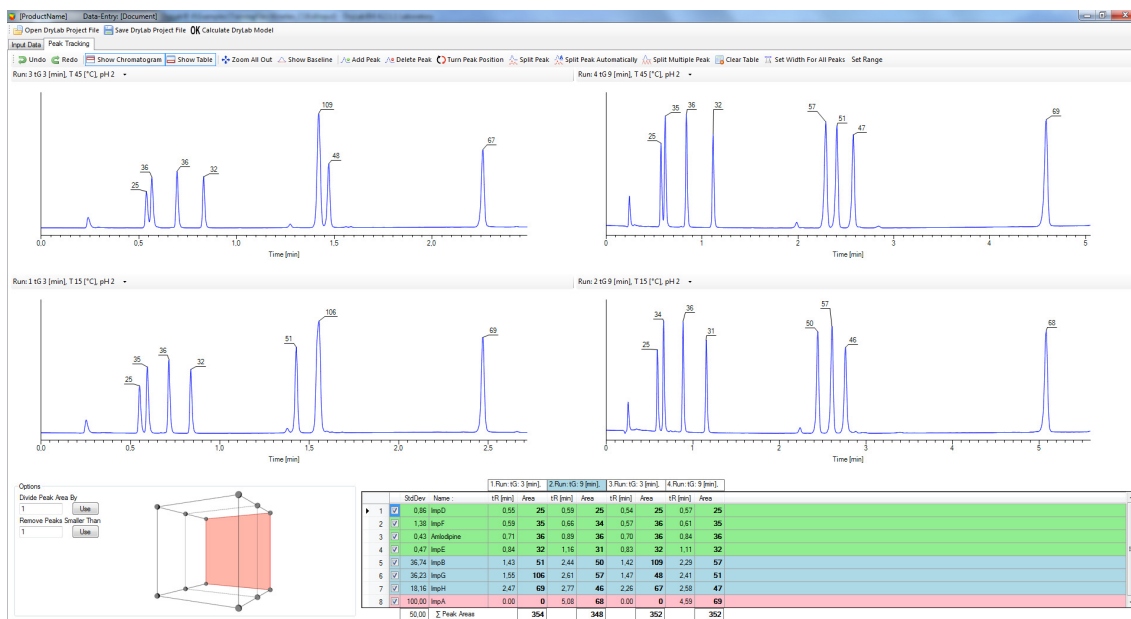 [ProductName] Data-Entry: [Document]
Open DryLab Project File Save DryLab Project File OK Calculate DryLab Model
Input Data Peak Tracking
Undo Redo Show Chromatogram Show Table Zoom All Out Show Baseline Add Peak Delete Peak Turn Peak Position Split Peak Split Peak Automatically Split Multiple Peak Clear Table Set Width For All Peaks Set Range
Run: 3 tG 3 [min], T 45 [°C], pH 2
25 36 36 32 109 48 67
0.0 0.5 1.0 1.5 2.0
Time [min]
Run: 4 tG 9 [min], T 45 [°C], pH 2
25 35 36 32 57 51 47 69
0 1 2 3 4 5
Time [min]
Run: 1 tG 3 [min], T 15 [°C], pH 2
25 35 36 32 51 106 69
0.0 0.5 1.0 1.5 2.0 2.5
Time [min]
Run: 2 tG 9 [min], T 15 [°C], pH 2
25 34 36 31 50 57 46 68
0 1 2 3 4 5
Time [min]
Options
Divide Peak Area By
1 Use
Remove Peaks Smaller Than
1 Use
1.Run: tG: 3 [min], 2.Run: tG: 9 [min], 3.Run: tG: 3 [min], 4.Run: tG: 9 [min],
StdDev Name : tR [min] Area tR [min] Area tR [min] Area tR [min] Area
1 0,86 ImpD 0,55 25 0,59 25 0,54 25 0,57 25
2 1,38 ImpF 0,59 35 0,66 34 0,57 36 0,61 35
3 0,43 Amlodipine 0,71 36 0,89 36 0,70 36 0,84 36
4 0,47 ImpE 0,84 32 1,16 31 0,83 32 1,11 32
5 36,74 ImpB 1,43 51 2,44 50 1,42 109 2,29 57
6 36,23 ImpG 1,55 106 2,61 57 1,47 48 2,41 51
7 18,16 ImpH 2,47 69 2,77 46 2,26 67 2,58 47
8 100,00 ImpA 0.00 0 5,08 68 0.00 0 4,59 69
50.00 ∑ Peak Areas 354 348 352 352